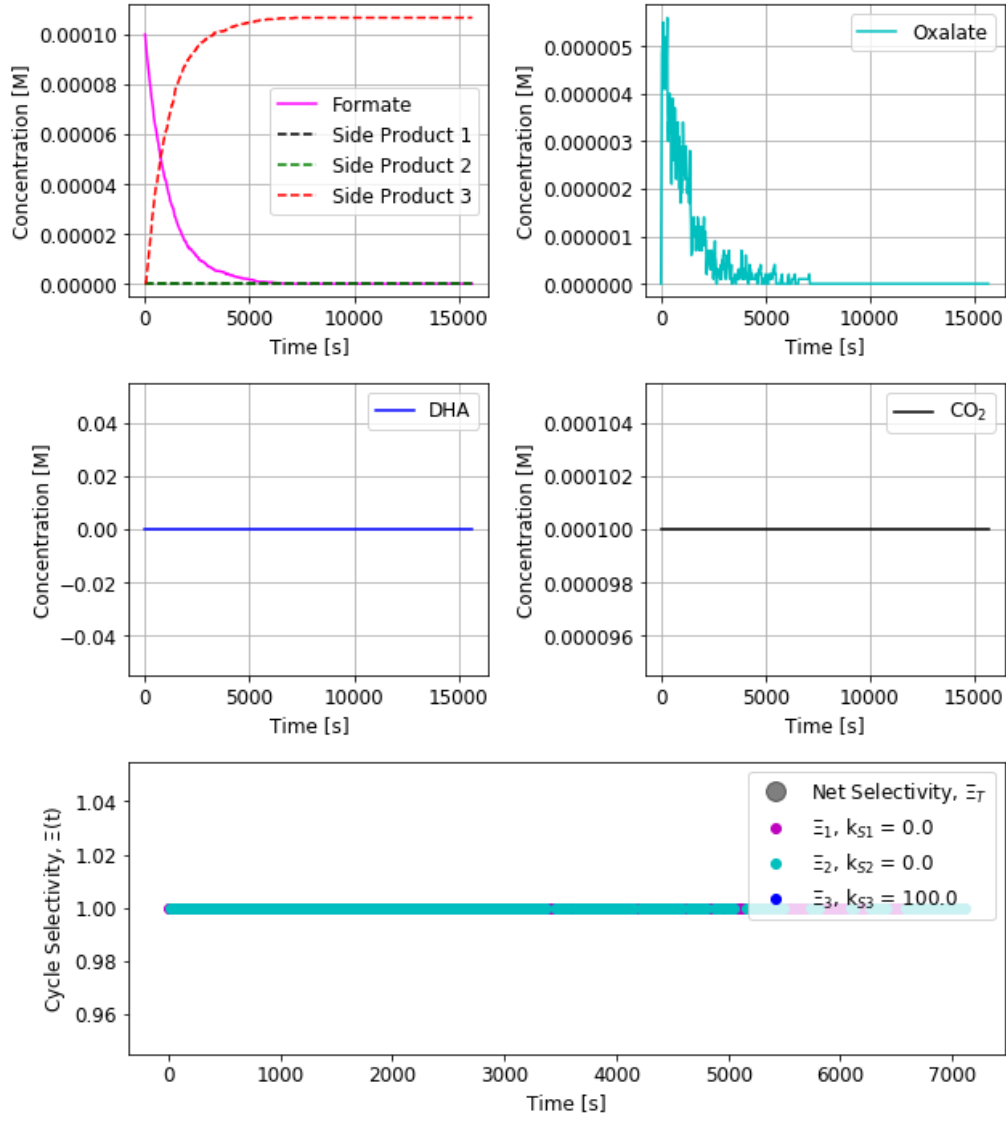 0.00010
0.00008
0.00006
0.00004
0.00002
0.00000
Concentration [M]
Formate
Side Product 1
Side Product 2
Side Product 3
0 5000 10000 15000
Time [s]
0.000005
0.000004
0.000003
0.000002
0.000001
0.000000
Concentration [M]
Oxalate
0 5000 10000 15000
Time [s]
0.04
0.02
0.00
−0.02
−0.04
Concentration [M]
DHA
0 5000 10000 15000
Time [s]
0.000104
0.000102
0.000100
0.000098
0.000096
Concentration [M]
CO₂
0 5000 10000 15000
Time [s]
1.04
1.02
1.00
0.98
0.96
Cycle Selectivity, Ξ(t)
Net Selectivity, Ξ_T
Ξ₁, k_S1 = 0.0
Ξ₂, k_S2 = 0.0
Ξ₃, k_S3 = 100.0
0 1000 2000 3000 4000 5000 6000 7000
Time [s]